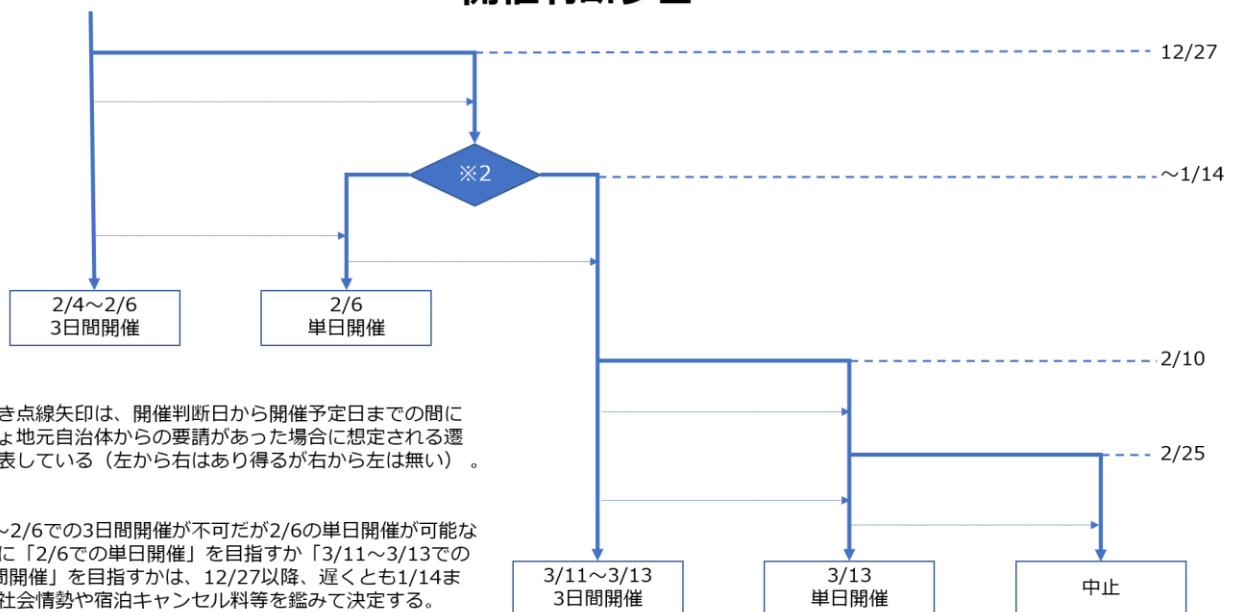 12/27
※2
～1/14
2/4～2/6
3日間開催
2/6
単日開催
2/10
き点線矢印は、開催判断日から開催予定日までの間に
地元自治体からの要請があった場合に想定される遷
表している（左から右はあり得るが右から左は無い）。
2/25
～2/6での3日間開催が不可だが2/6の単日開催が可能な
に「2/6での単日開催」を目指すか「3/11～3/13での
間開催」を目指すかは、12/27以降、遅くとも1/14ま
社会情勢や宿泊キャンセル料等を鑑みて決定する。
3/11～3/13
3日間開催
3/13
単日開催
中止